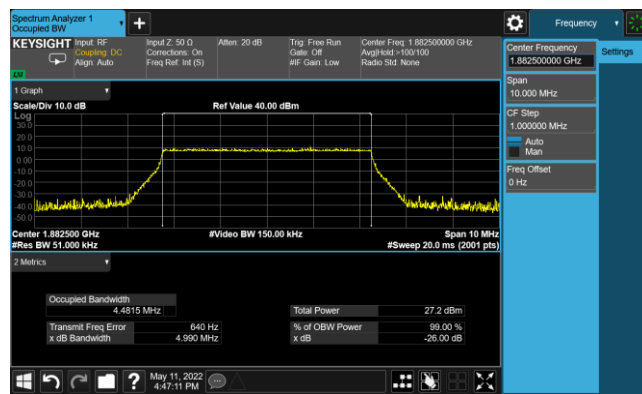 Spectrum Analyzer 1
Occupied BW
Frequency
KEYSIGHT
Input: RF
Coupling: DC
Align: Auto
Input Z: 50 Ω
Corrections: On
Freq Ref: Int (S)
Atten: 20 dB
Trig: Free Run
Gate: Off
#IF Gain: Low
Center Freq: 1.882500000 GHz
Avg|Hold:>100/100
Radio Std: None
Center Frequency
1.882500000 GHz
Settings
Span
10.000 MHz
CF Step
1.000000 MHz
Auto
Man
Freq Offset
0 Hz
1 Graph
Scale/Div 10.0 dB
Ref Value 40.00 dBm
Log
30.0
20.0
10.0
0.00
-10.0
-20.0
-30.0
-40.0
-50.0
Center 1.882500 GHz
#Video BW 150.00 kHz
Span 10 MHz
#Res BW 51.000 kHz
#Sweep 20.0 ms (2001 pts)
2 Metrics
Occupied Bandwidth
4.4815 MHz
Total Power 27.2 dBm
Transmit Freq Error 640 Hz
% of OBW Power 99.00 %
x dB Bandwidth 4.990 MHz
x dB -26.00 dB
?
May 11, 2022
4:47:11 PM